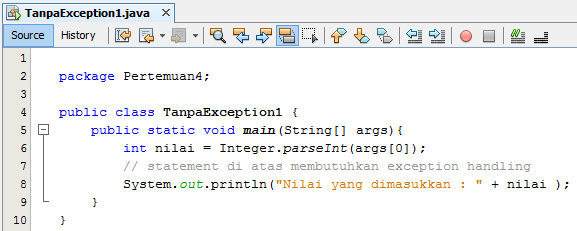 TanpaException1.java
Source History
1
2 package Pertemuan4;
3
4 public class TanpaException1 {
5 public static void main(String[] args){
6 int nilai = Integer.parseInt(args[0]);
7 // statement di atas membutuhkan exception handling
8 System.out.println("Nilai yang dimasukkan : " + nilai );
9 }
10 }